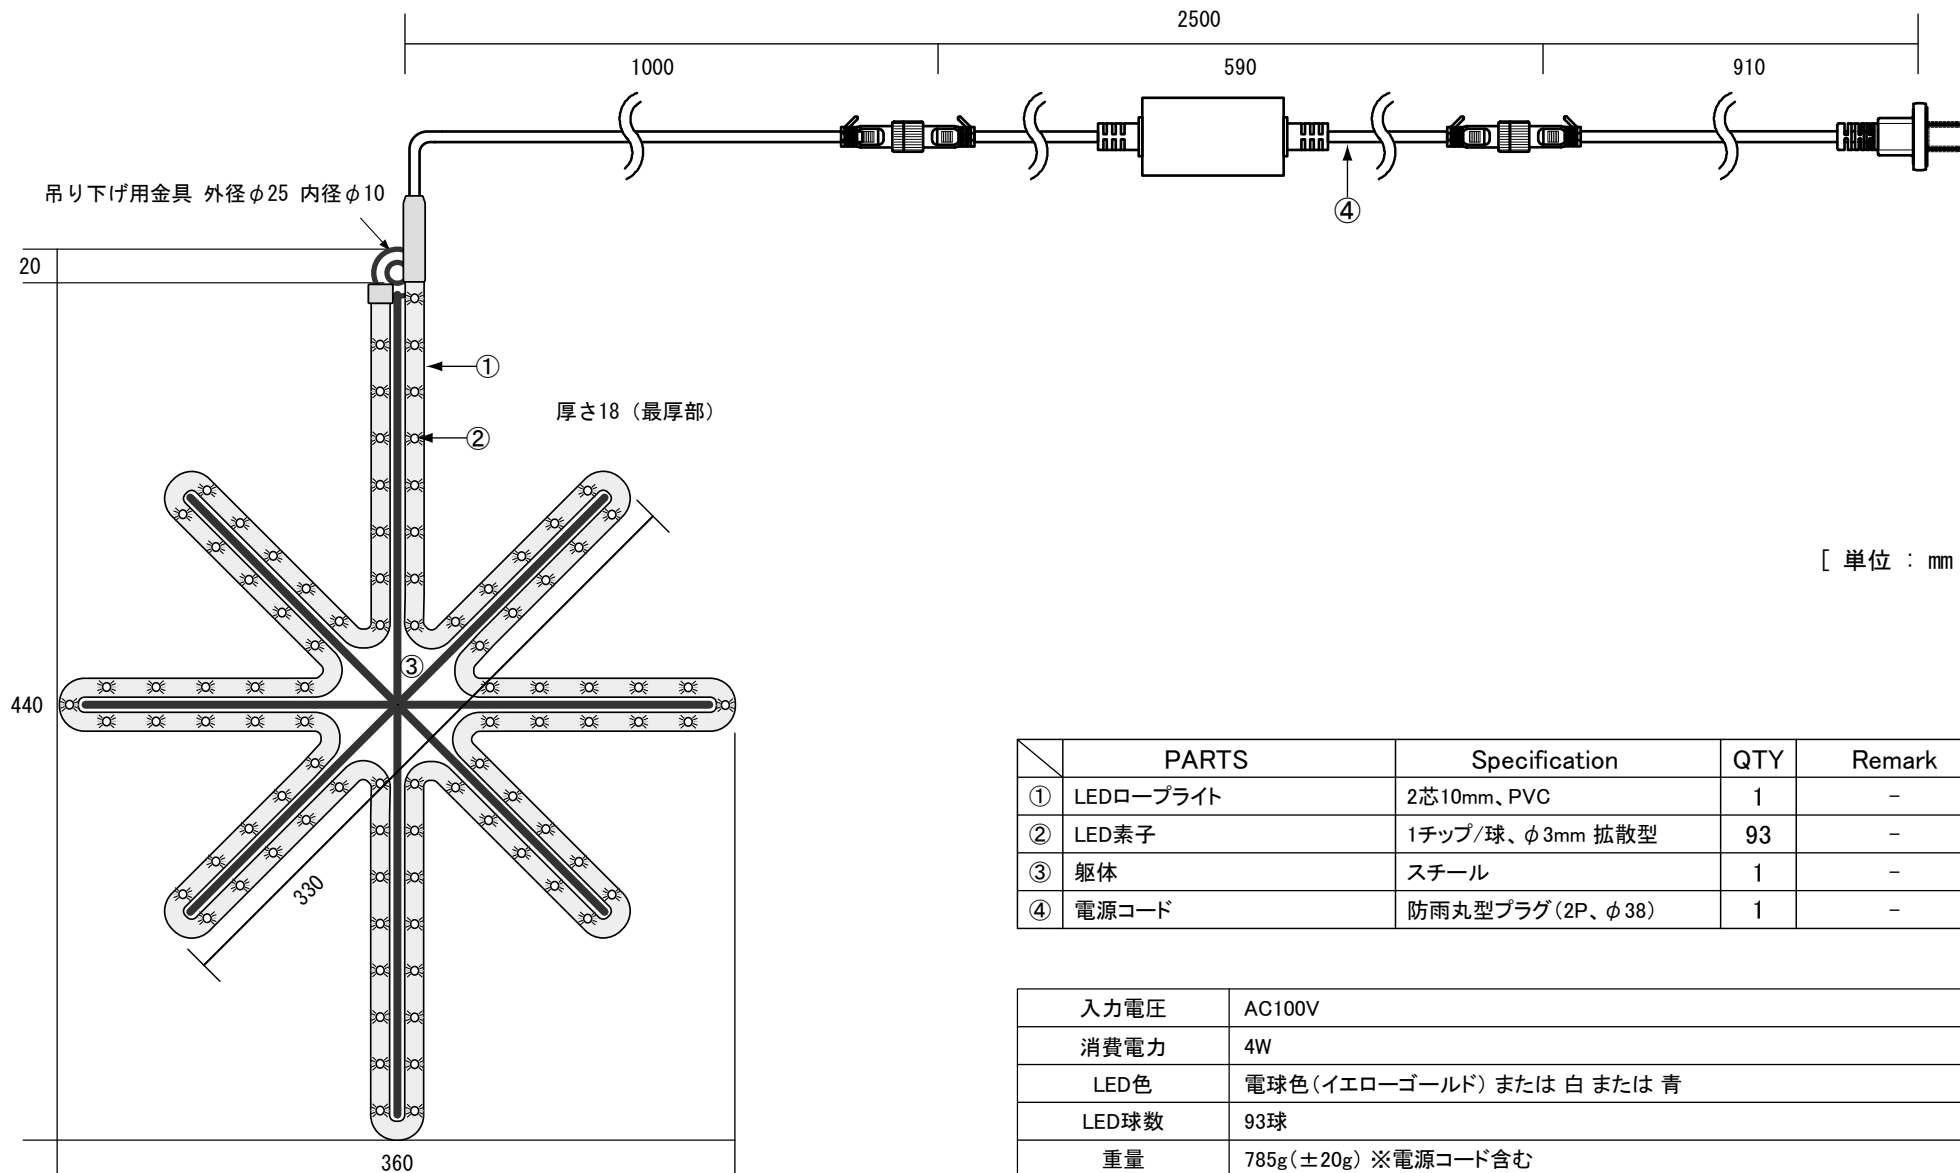 2500
1000 590 910
④
吊り下げ用金具 外径φ25 内径φ10
20
①
厚さ18（最厚部）
②
[ 単位 : mm
③
440
330
360
PARTS Specification QTY Remark
① LEDロープライト 2芯10mm、PVC 1 −
② LED素子 1チップ/球、φ3mm 拡散型 93 −
③ 躯体 スチール 1 −
④ 電源コード 防雨丸型プラグ（2P、φ38） 1 −
入力電圧 AC100V
消費電力 4W
LED色 電球色（イエローゴールド） または 白 または 青
LED球数 93球
重量 785g(±20g) ※電源コード含む